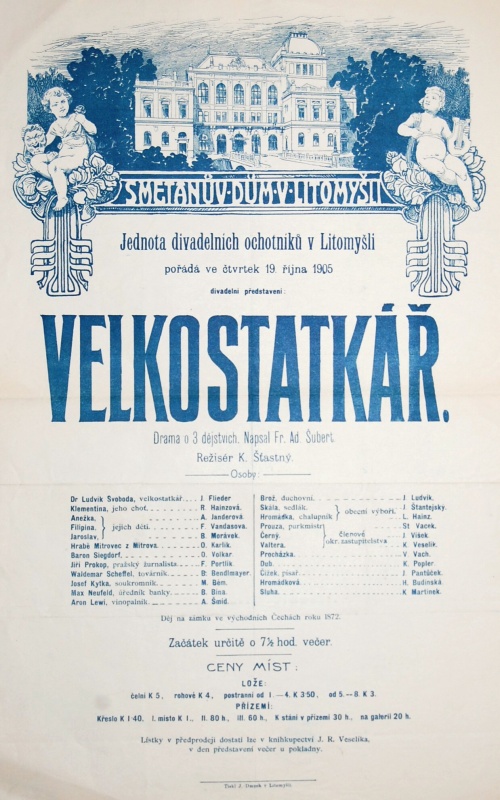 SMETANŮV·DŮM·V·LITOMYŠLI
Jednota divadelních ochotníků v Litomyšli
pořádá ve čtvrtek 19. října 1905
divadelní představení:
VELKOSTATKÁŘ.
Drama o 3 dějstvích. Napsal Fr. Ad. Šubert.
Režisér K. Šťastný.
Osoby:
Dr Ludvík Svoboda, velkostatkář J. Flieder
Klementina, jeho choť R. Hainzová.
Anežka, A. Janderová
Filipina, jejich děti F. Vandasova.
Jaroslav, B. Morávek.
Hrabě Mitrovec z Mitrova O. Karlík.
Baron Siegdorf O. Volkar
Jiří Prokop, pražský žurnalista F. Portlík
Waldemar Scheffel, továrník B. Bendlmayer.
Josef Kytka, soukromník M. Bém.
Max Neufeld, úředník banky B. Bína.
Aron Lewi, vinopalník A. Šmíd.
Brož, duchovní J. Ludvík.
Skála, sedlák J. Štantejský.
Hromádka, chalupník obecní výboři L. Hainz.
Prouza, purkmistr St Vacek.
Černý, členové J. Víšek
Valtera, okr. zastupitelstva K Veselík.
Procházka V. Vach.
Dub K. Popler.
Čížek, písař J. Pantůček.
Hromádková H. Budínská.
Sluha K Martínek.
Děj na zámku ve východních Čechách roku 1872.
Začátek určitě o 7½ hod. večer.
CENY MÍST:
LOŽE:
čelní K 5, rohové K 4, postranní od 1.—4. K 3·50, od 5.—8. K 3.
PŘÍZEMÍ:
Křeslo K 1·40. I. místo K 1., II. 80 h., III. 60 h., K stání v přízemí 30 h., na galerii 20 h.
Lístky v předprodeji dostati lze v knihkupectví J. R. Veselíka,
v den představení večer u pokladny.